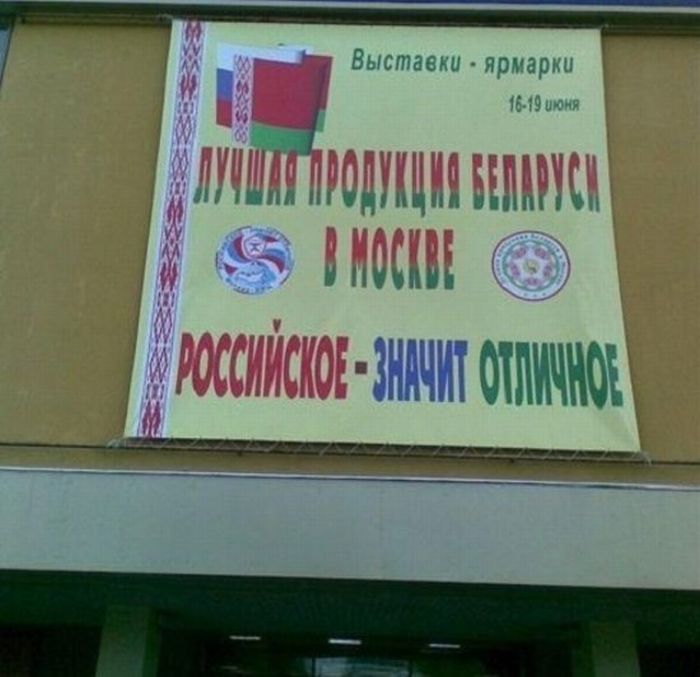 Выставки - ярмарки
16-19 июня
ЛУЧШАЯ ПРОДУКЦИЯ БЕЛАРУСИ
В МОСКВЕ
РОССИЙСКОЕ - ЗНАЧИТ ОТЛИЧНОЕ